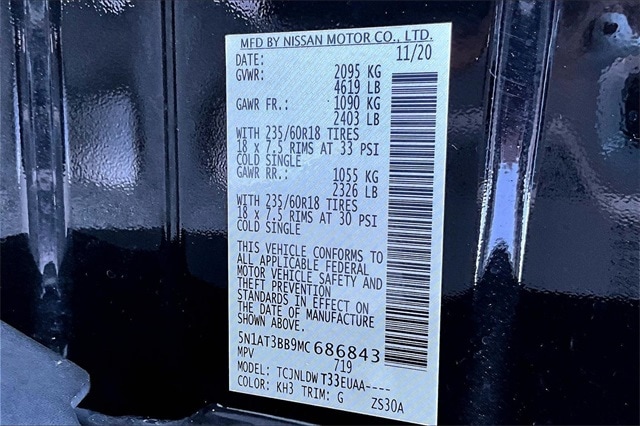 MFD BY NISSAN MOTOR CO., LTD.
DATE: 11/20
GVWR: 2095 KG
4619 LB
GAWR FR.: 1090 KG
2403 LB
WITH 235/60R18 TIRES
18 x 7.5 RIMS AT 33 PSI
COLD SINGLE
GAWR RR.: 1055 KG
2326 LB
WITH 235/60R18 TIRES
18 x 7.5 RIMS AT 30 PSI
COLD SINGLE
THIS VEHICLE CONFORMS TO
ALL APPLICABLE FEDERAL
MOTOR VEHICLE SAFETY AND
THEFT PREVENTION
STANDARDS IN EFFECT ON
THE DATE OF MANUFACTURE
SHOWN ABOVE.
5N1AT3BB9MC686843
MPV 719
MODEL: TCJNLDWT33EUAA----
COLOR: KH3 TRIM: G ZS30A